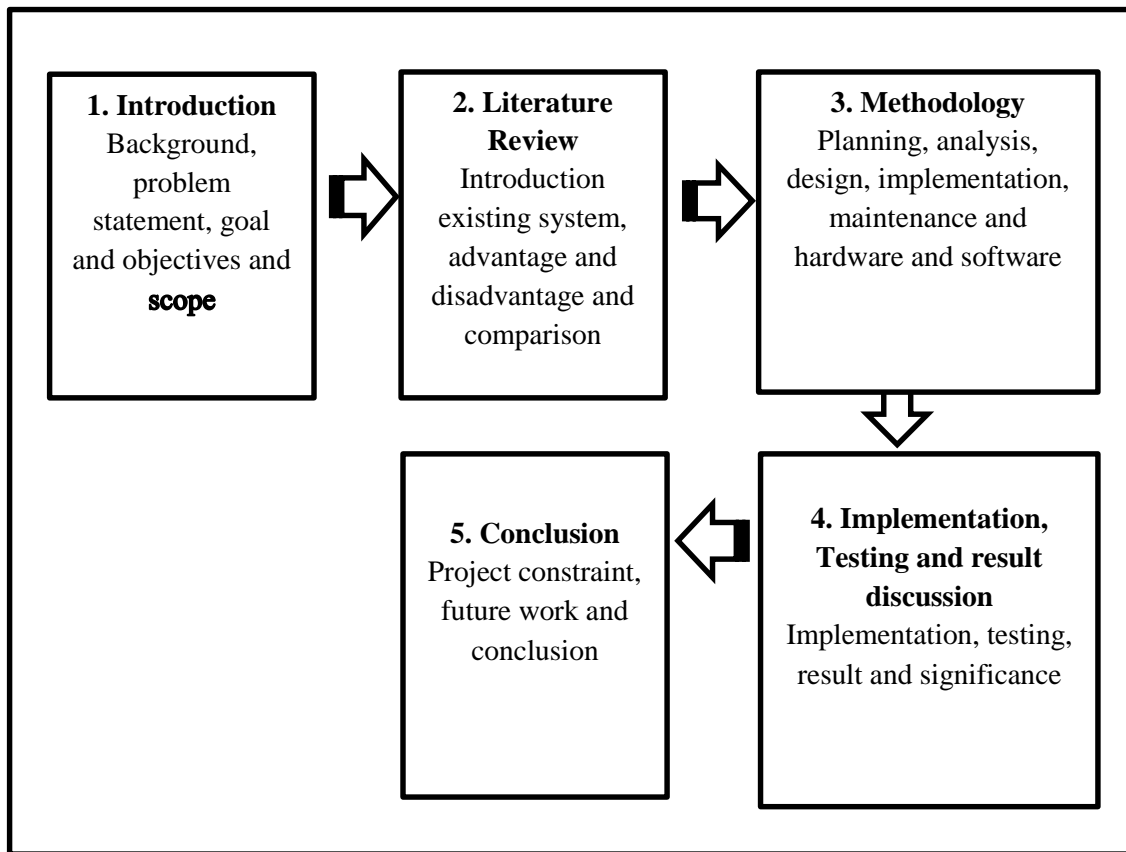 1. Introduction
Background,
problem
statement, goal
and objectives and
scope
2. Literature
Review
Introduction
existing system,
advantage and
disadvantage and
comparison
3. Methodology
Planning, analysis,
design, implementation,
maintenance and
hardware and software
4. Implementation,
Testing and result
discussion
Implementation, testing,
result and significance
5. Conclusion
Project constraint,
future work and
conclusion